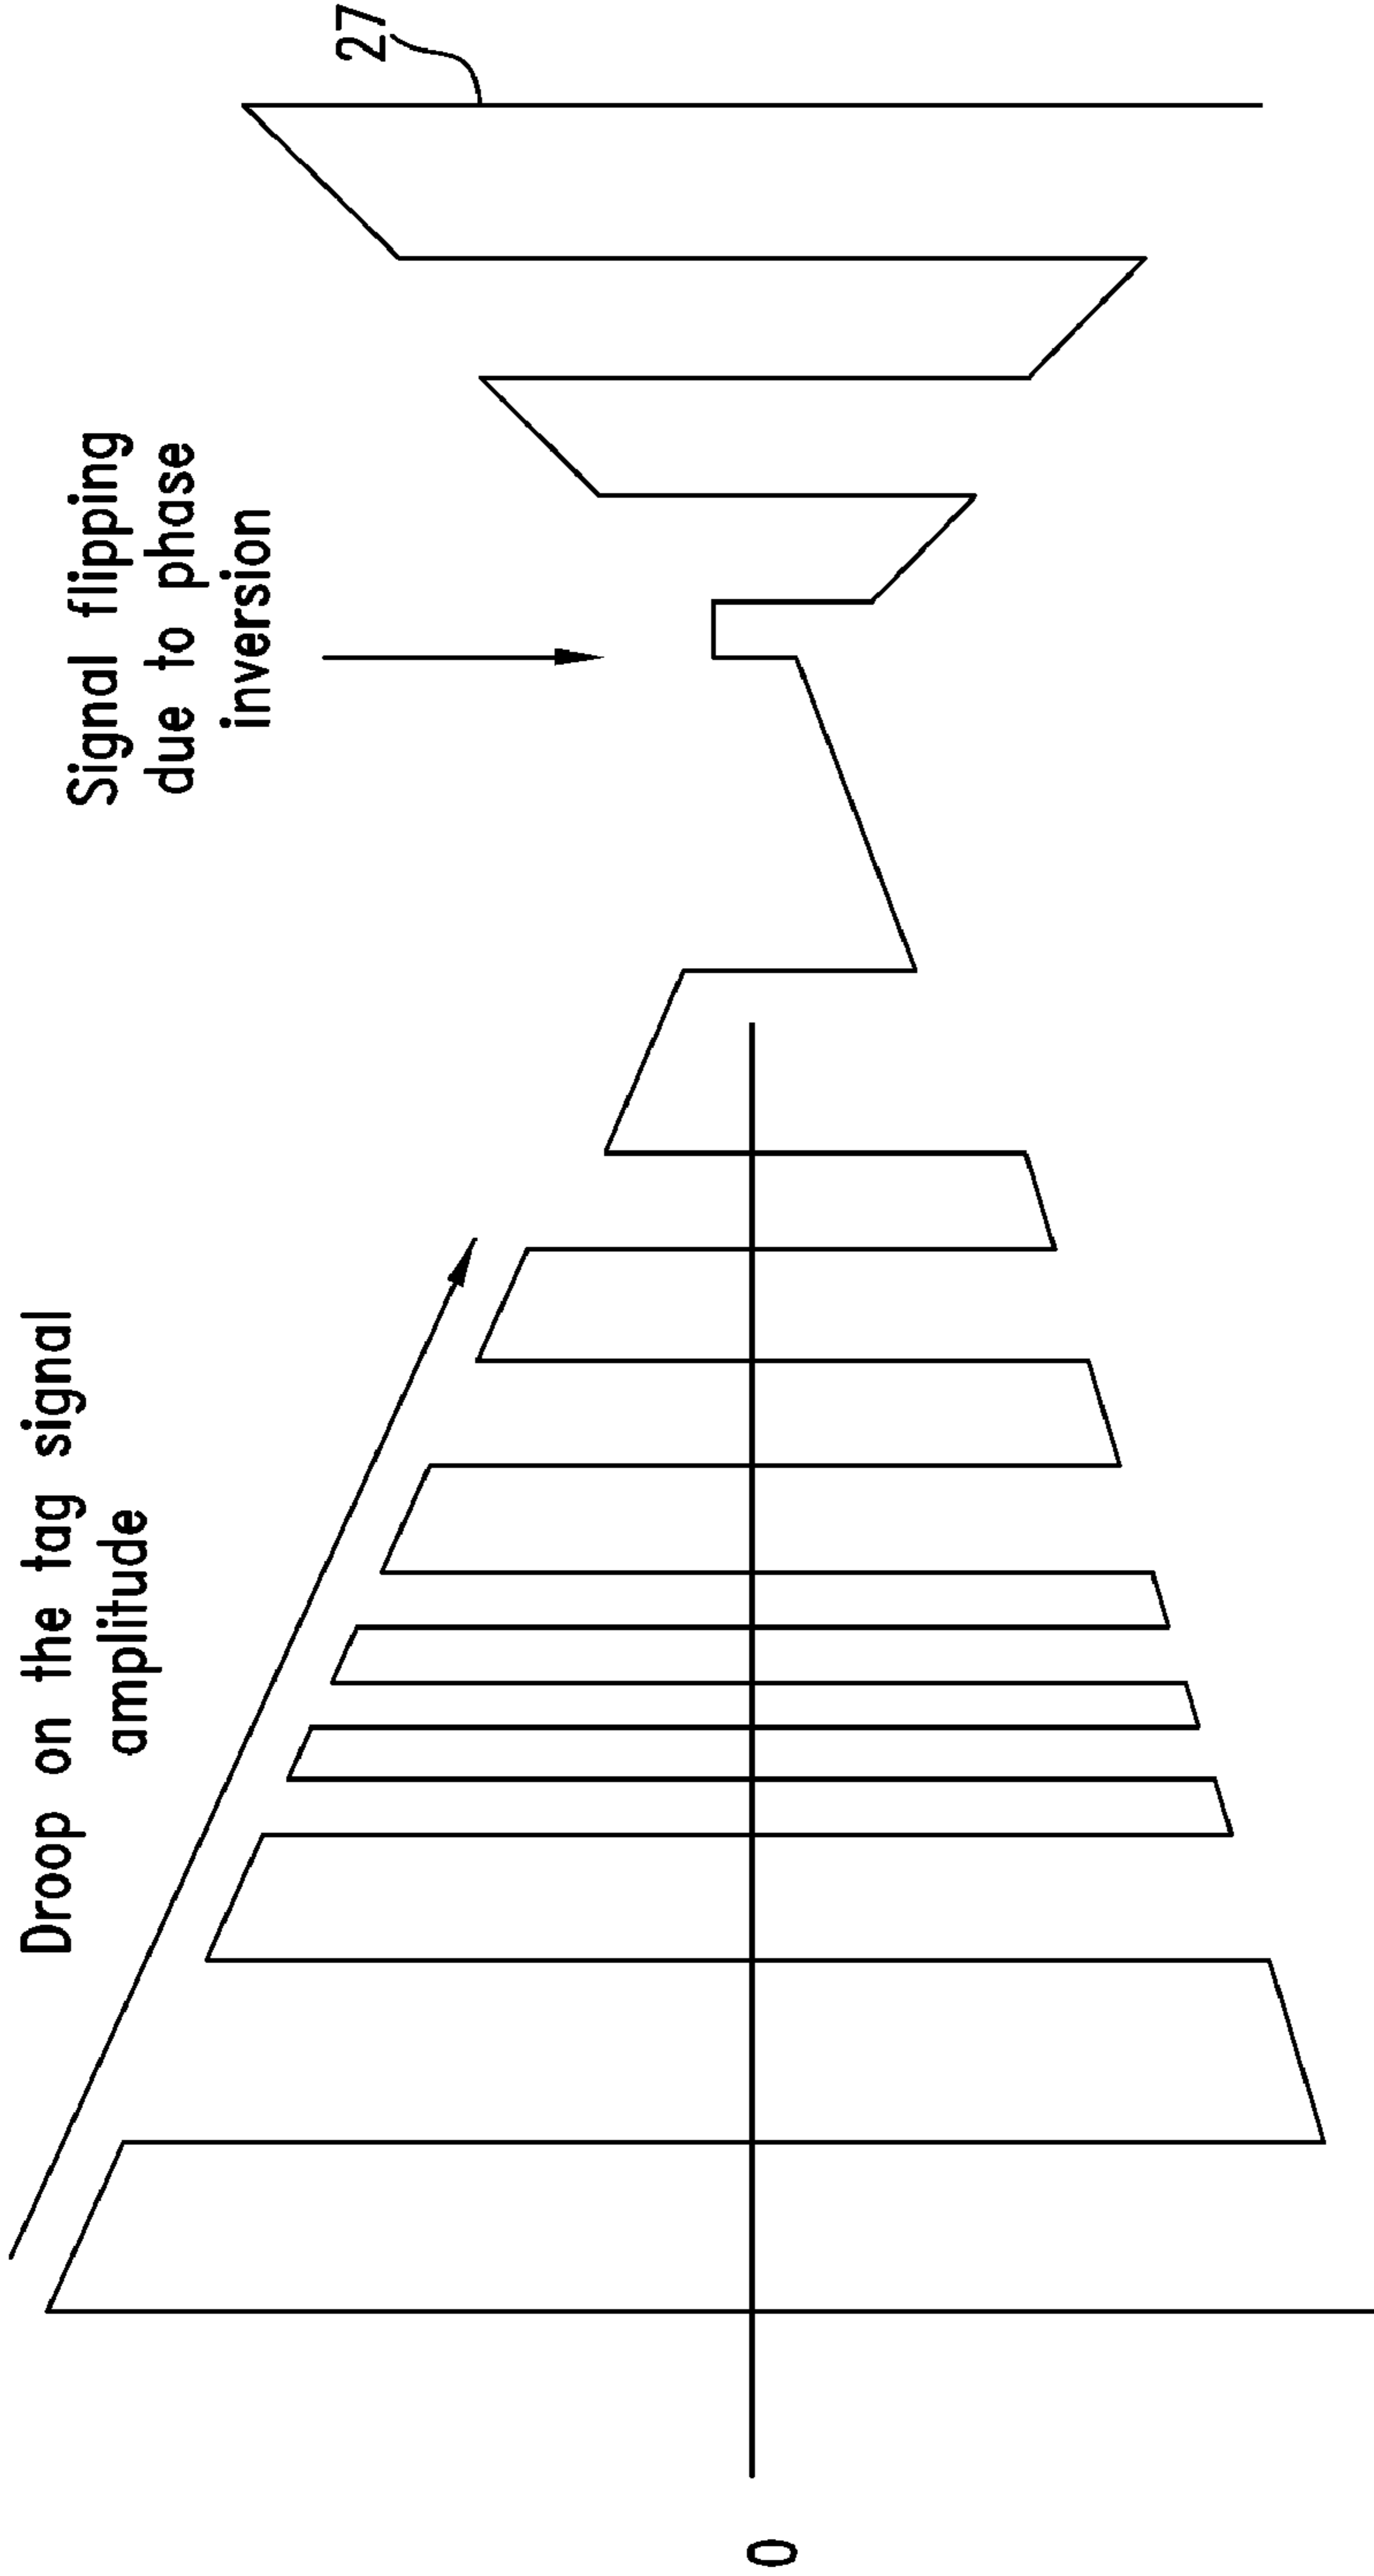 Droop on the tag signal
amplitude
Signal flipping
due to phase
inversion
27
0